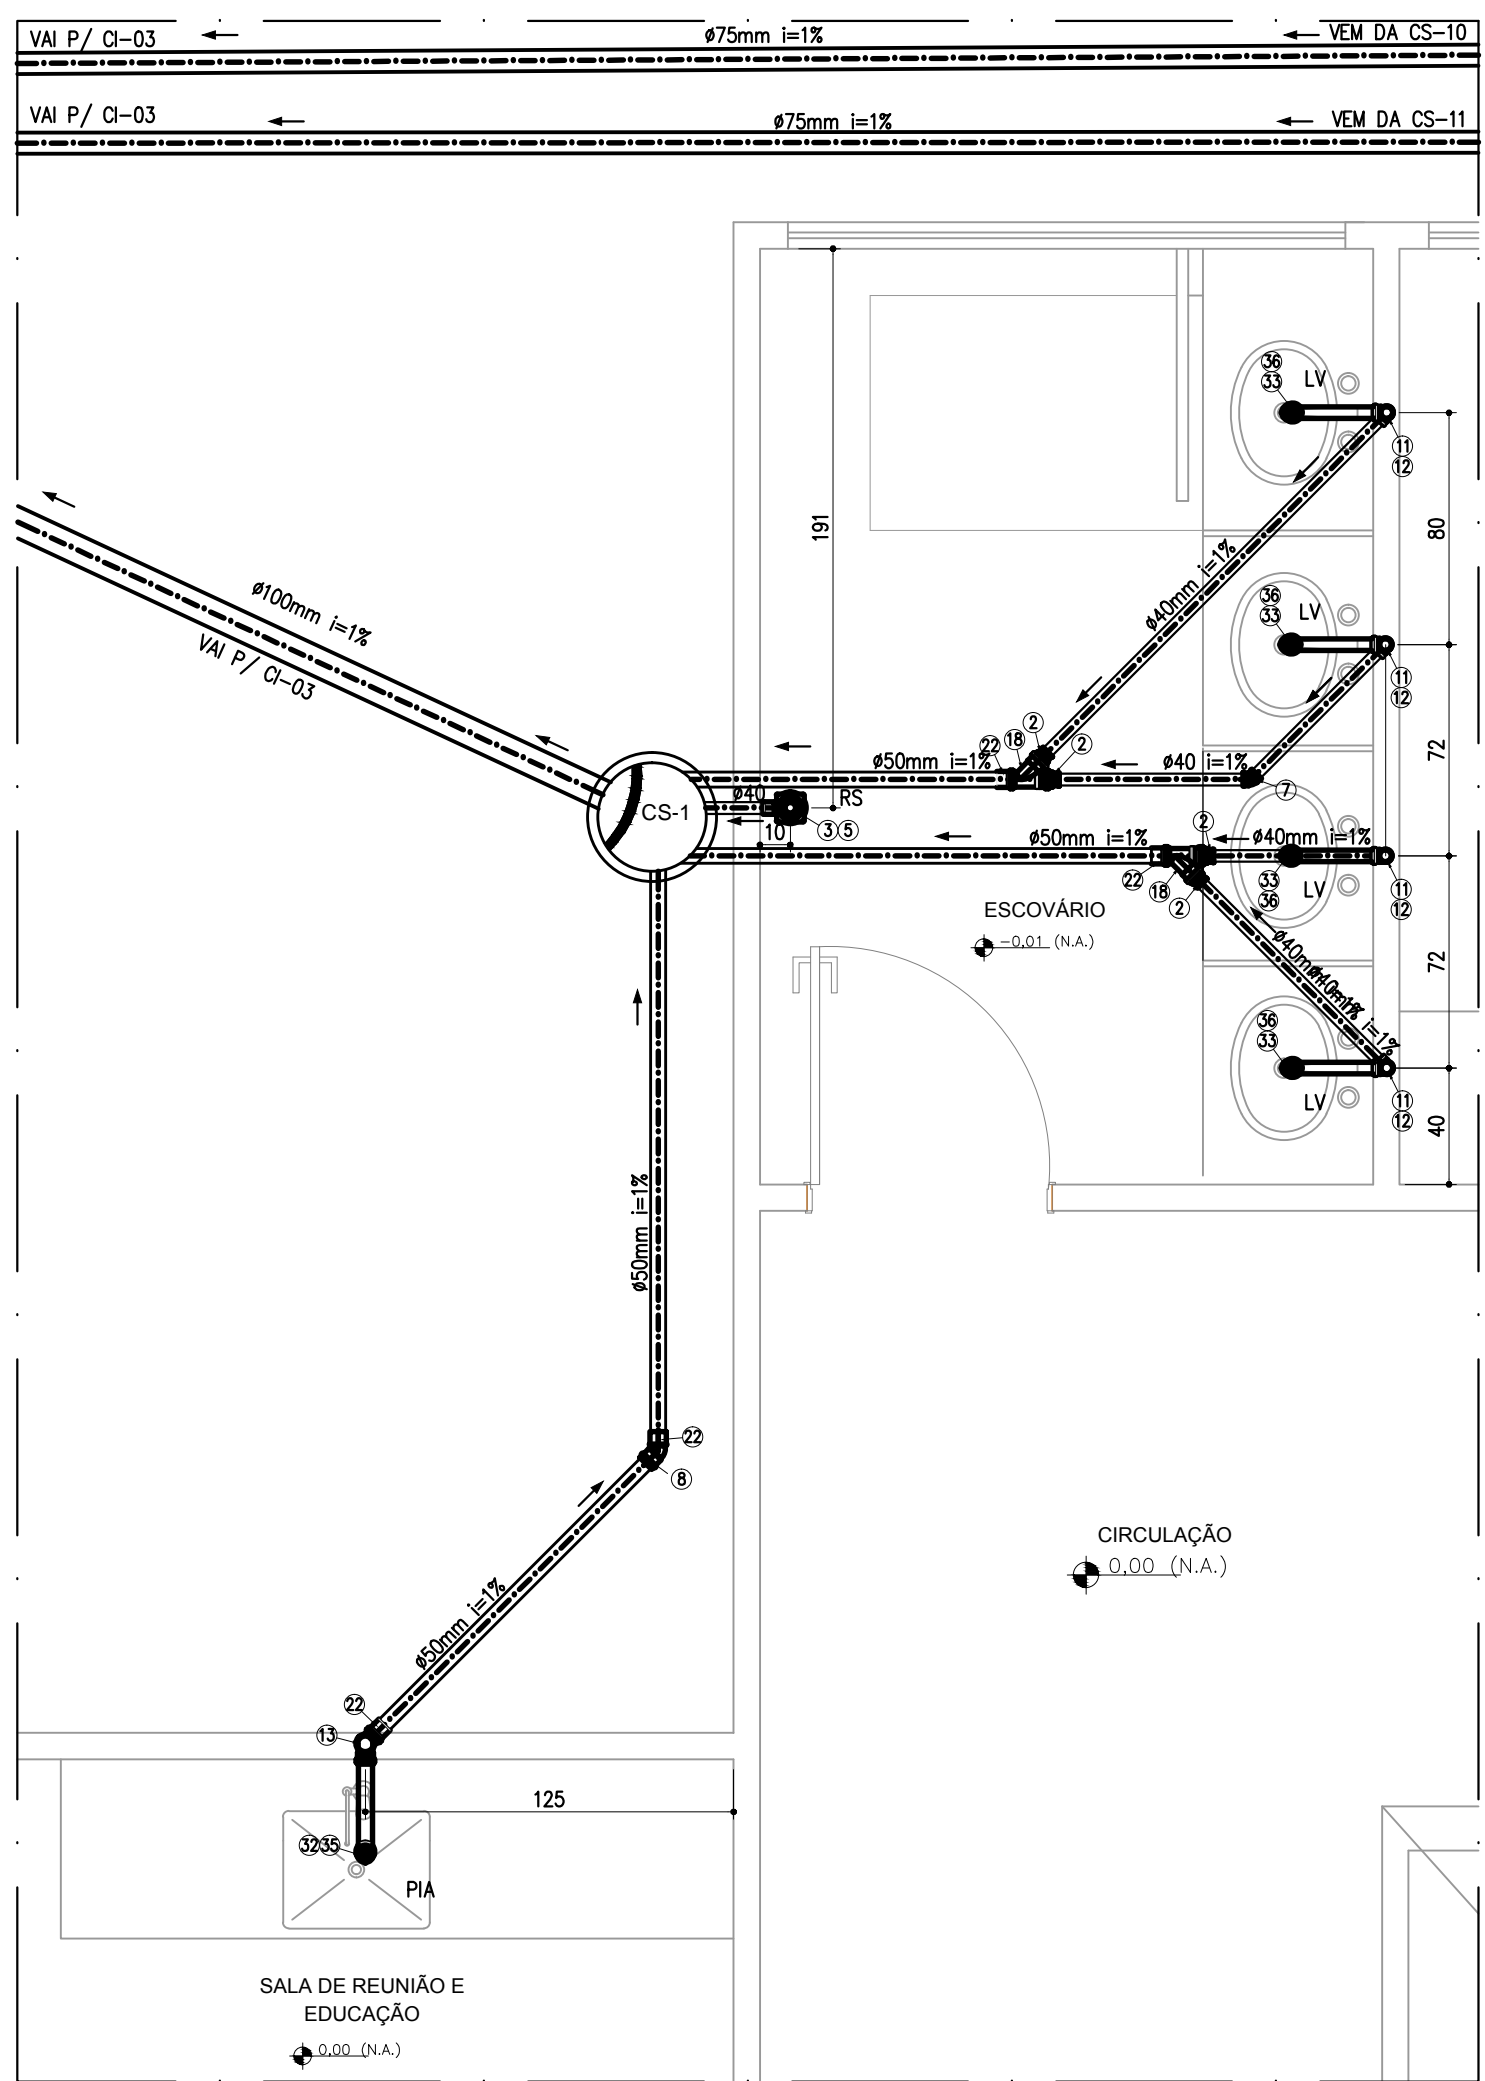 VAI P/ CI-03
ø75mm i=1%
VEM DA CS-10
VAI P/ CI-03
ø75mm i=1%
VEM DA CS-11
36
33
LV
11
12
80
191
ø40mm i=1%
36
33
LV
11
12
ø100mm i=1%
VAI P/ CI-03
72
2
18
22
2
ø50mm i=1%
ø40 i=1%
7
CS-1
ø40
RS
10
3
5
2
ø50mm i=1%
ø40mm i=1%
22
18
2
33
36
LV
11
12
ESCOVÁRIO
-0,01 (N.A.)
ø40mm i=1%
ø40mm i=1%
72
36
33
LV
11
12
40
ø50mm i=1%
22
8
CIRCULAÇÃO
0,00 (N.A.)
ø50mm i=1%
22
13
125
32
35
PIA
SALA DE REUNIÃO E
EDUCAÇÃO
0,00 (N.A.)